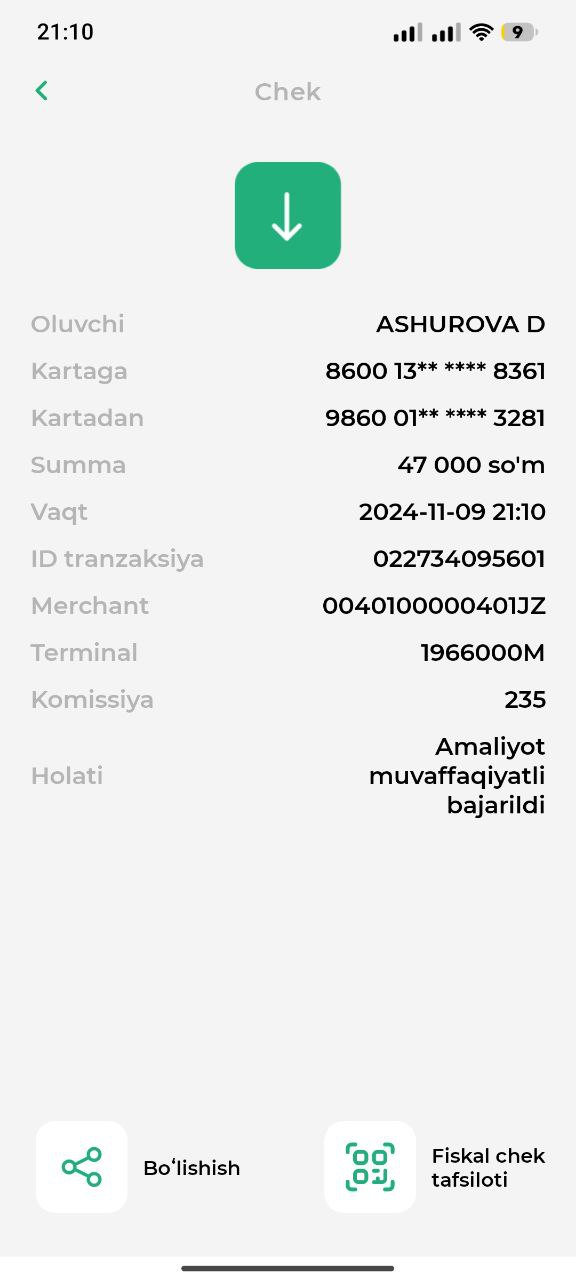 21:10
9
Chek
Oluvchi ASHUROVA D
Kartaga 8600 13** **** 8361
Kartadan 9860 01** **** 3281
Summa 47 000 so'm
Vaqt 2024-11-09 21:10
ID tranzaksiya 022734095601
Merchant 0040100000401JZ
Terminal 1966000M
Komissiya 235
Holati Amaliyot
muvaffaqiyatli
bajarildi
Boʻlishish
Fiskal chek
tafsiloti